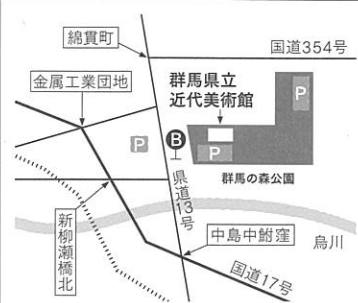 綿貫町
国道354号
金属工業団地
群馬県立
近代美術館
P
P
B
P
群馬の森公園
県道13号
新柳瀬橋北
中島中鮒窪
烏川
国道17号